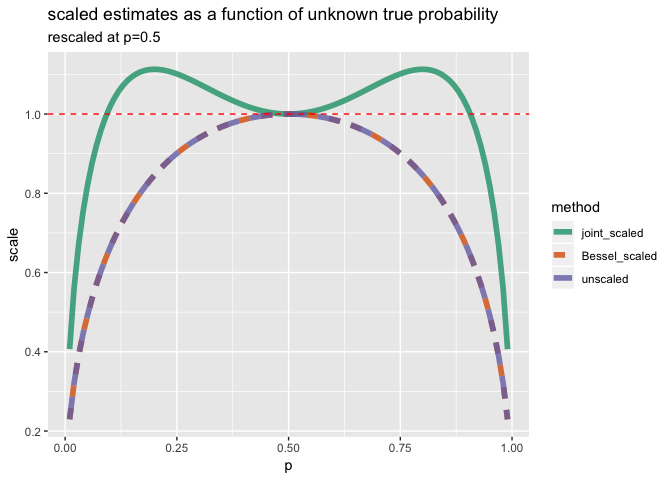 scaled estimates as a function of unknown true probability
rescaled at p=0.5
1.0
0.8
0.6
0.4
0.2
scale
0.00
0.25
0.50
0.75
1.00
p
method
joint_scaled
Bessel_scaled
unscaled